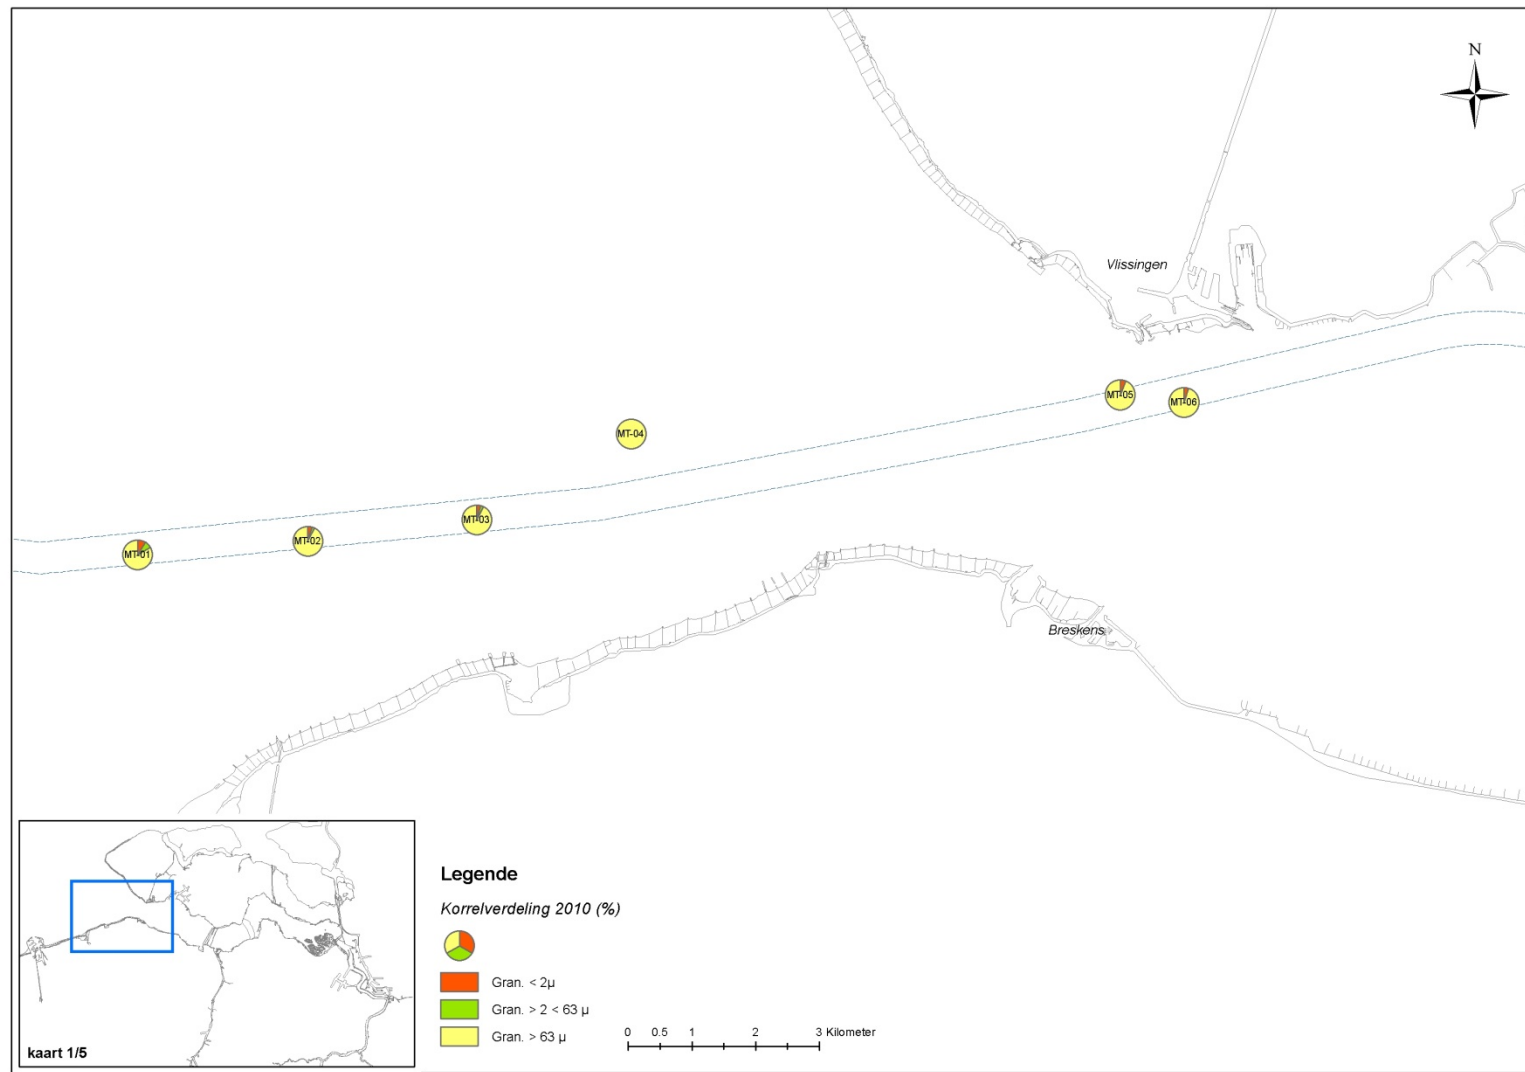 N
Vlissingen
MT-05
MT-06
MT-04
MT-03
MT-02
MT-01
Breskens
Legende
Korrelverdeling 2010 (%)
Gran. < 2µ
Gran. > 2 < 63 µ
Gran. > 63 µ
0 0.5 1 2 3 Kilometer
kaart 1/5